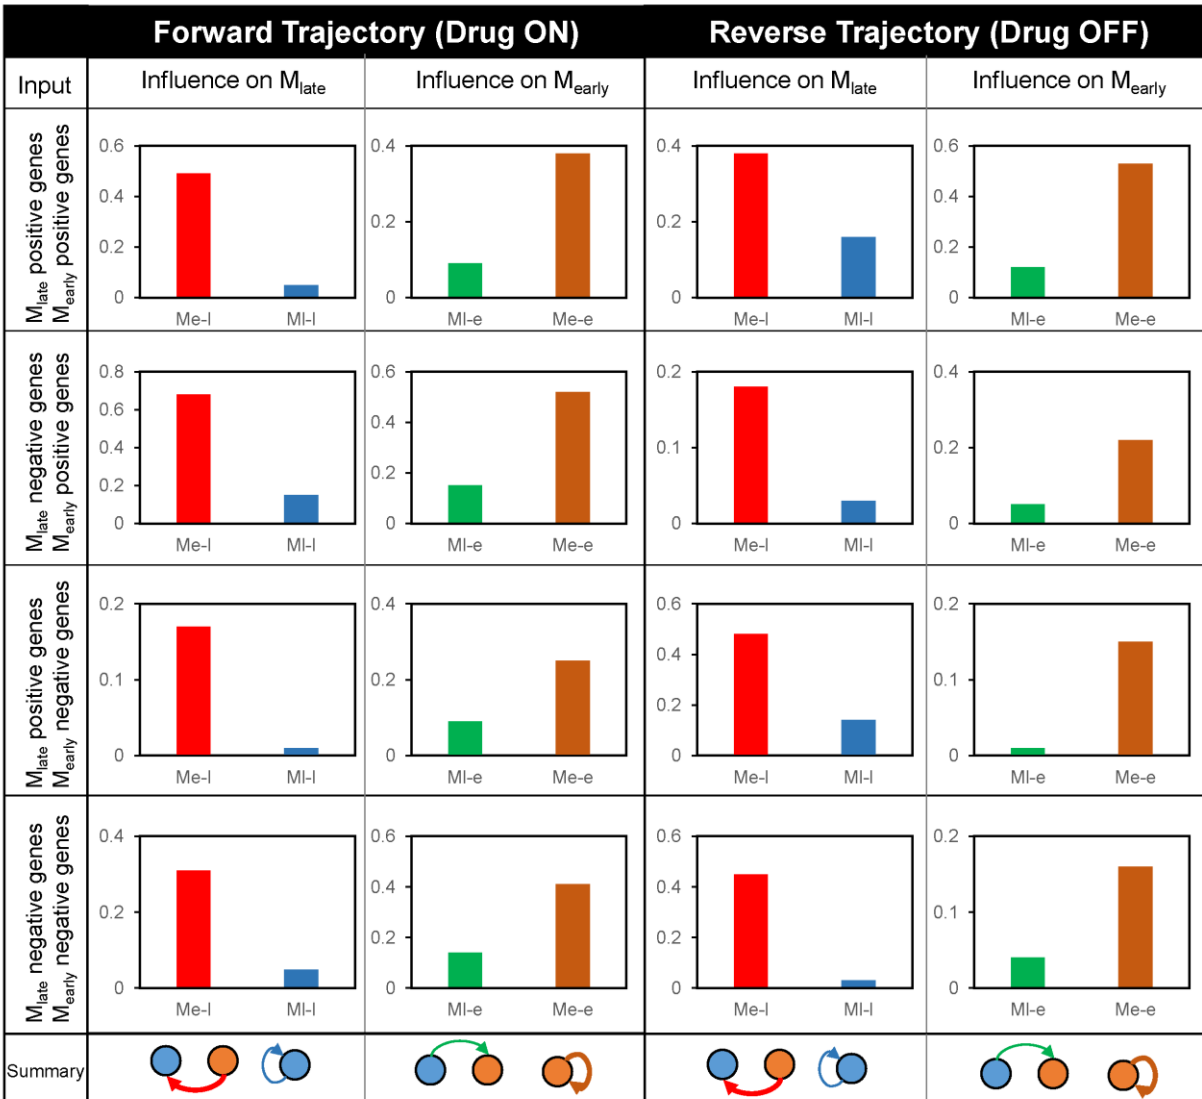 Forward Trajectory (Drug ON)
Reverse Trajectory (Drug OFF)
Input
Influence on Mlate
Influence on Mearly
Influence on Mlate
Influence on Mearly
Mlate positive genes
Mearly positive genes
0.6
0.4
0.2
0
Me-l
Ml-l
0.4
0.2
0
Ml-e
Me-e
0.4
0.2
0
Me-l
Ml-l
0.6
0.4
0.2
0
Ml-e
Me-e
Mlate negative genes
Mearly positive genes
0.8
0.6
0.4
0.2
0
Me-l
Ml-l
0.6
0.4
0.2
0
Ml-e
Me-e
0.2
0.1
0
Me-l
Ml-l
0.4
0.2
0
Ml-e
Me-e
Mlate positive genes
Mearly negative genes
0.2
0.1
0
Me-l
Ml-l
0.4
0.2
0
Ml-e
Me-e
0.6
0.4
0.2
0
Me-l
Ml-l
0.2
0.1
0
Ml-e
Me-e
Mlate negative genes
Mearly negative genes
0.4
0.2
0
Me-l
Ml-l
0.6
0.4
0.2
0
Ml-e
Me-e
0.6
0.4
0.2
0
Me-l
Ml-l
0.2
0.1
0
Ml-e
Me-e
Summary